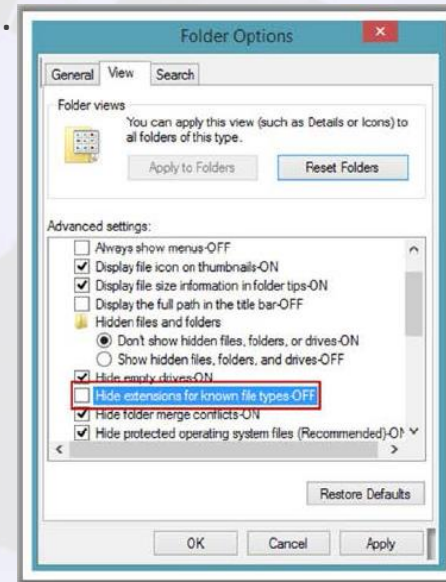 .
Folder Options
General View Search
Folder views
You can apply this view (such as Details or Icons) to
all folders of this type.
Apply to Folders Reset Folders
Advanced settings:
Always show menus-OFF
Display file icon on thumbnails-ON
Display file size information in folder tips-ON
Display the full path in the title bar-OFF
Hidden files and folders
Don't show hidden files, folders, or drives-ON
Show hidden files, folders, and drives-OFF
Hide empty drives-ON
Hide extensions for known file types-OFF
Hide folder merge conflicts-ON
Hide protected operating system files (Recommended)-
Restore Defaults
OK Cancel Apply